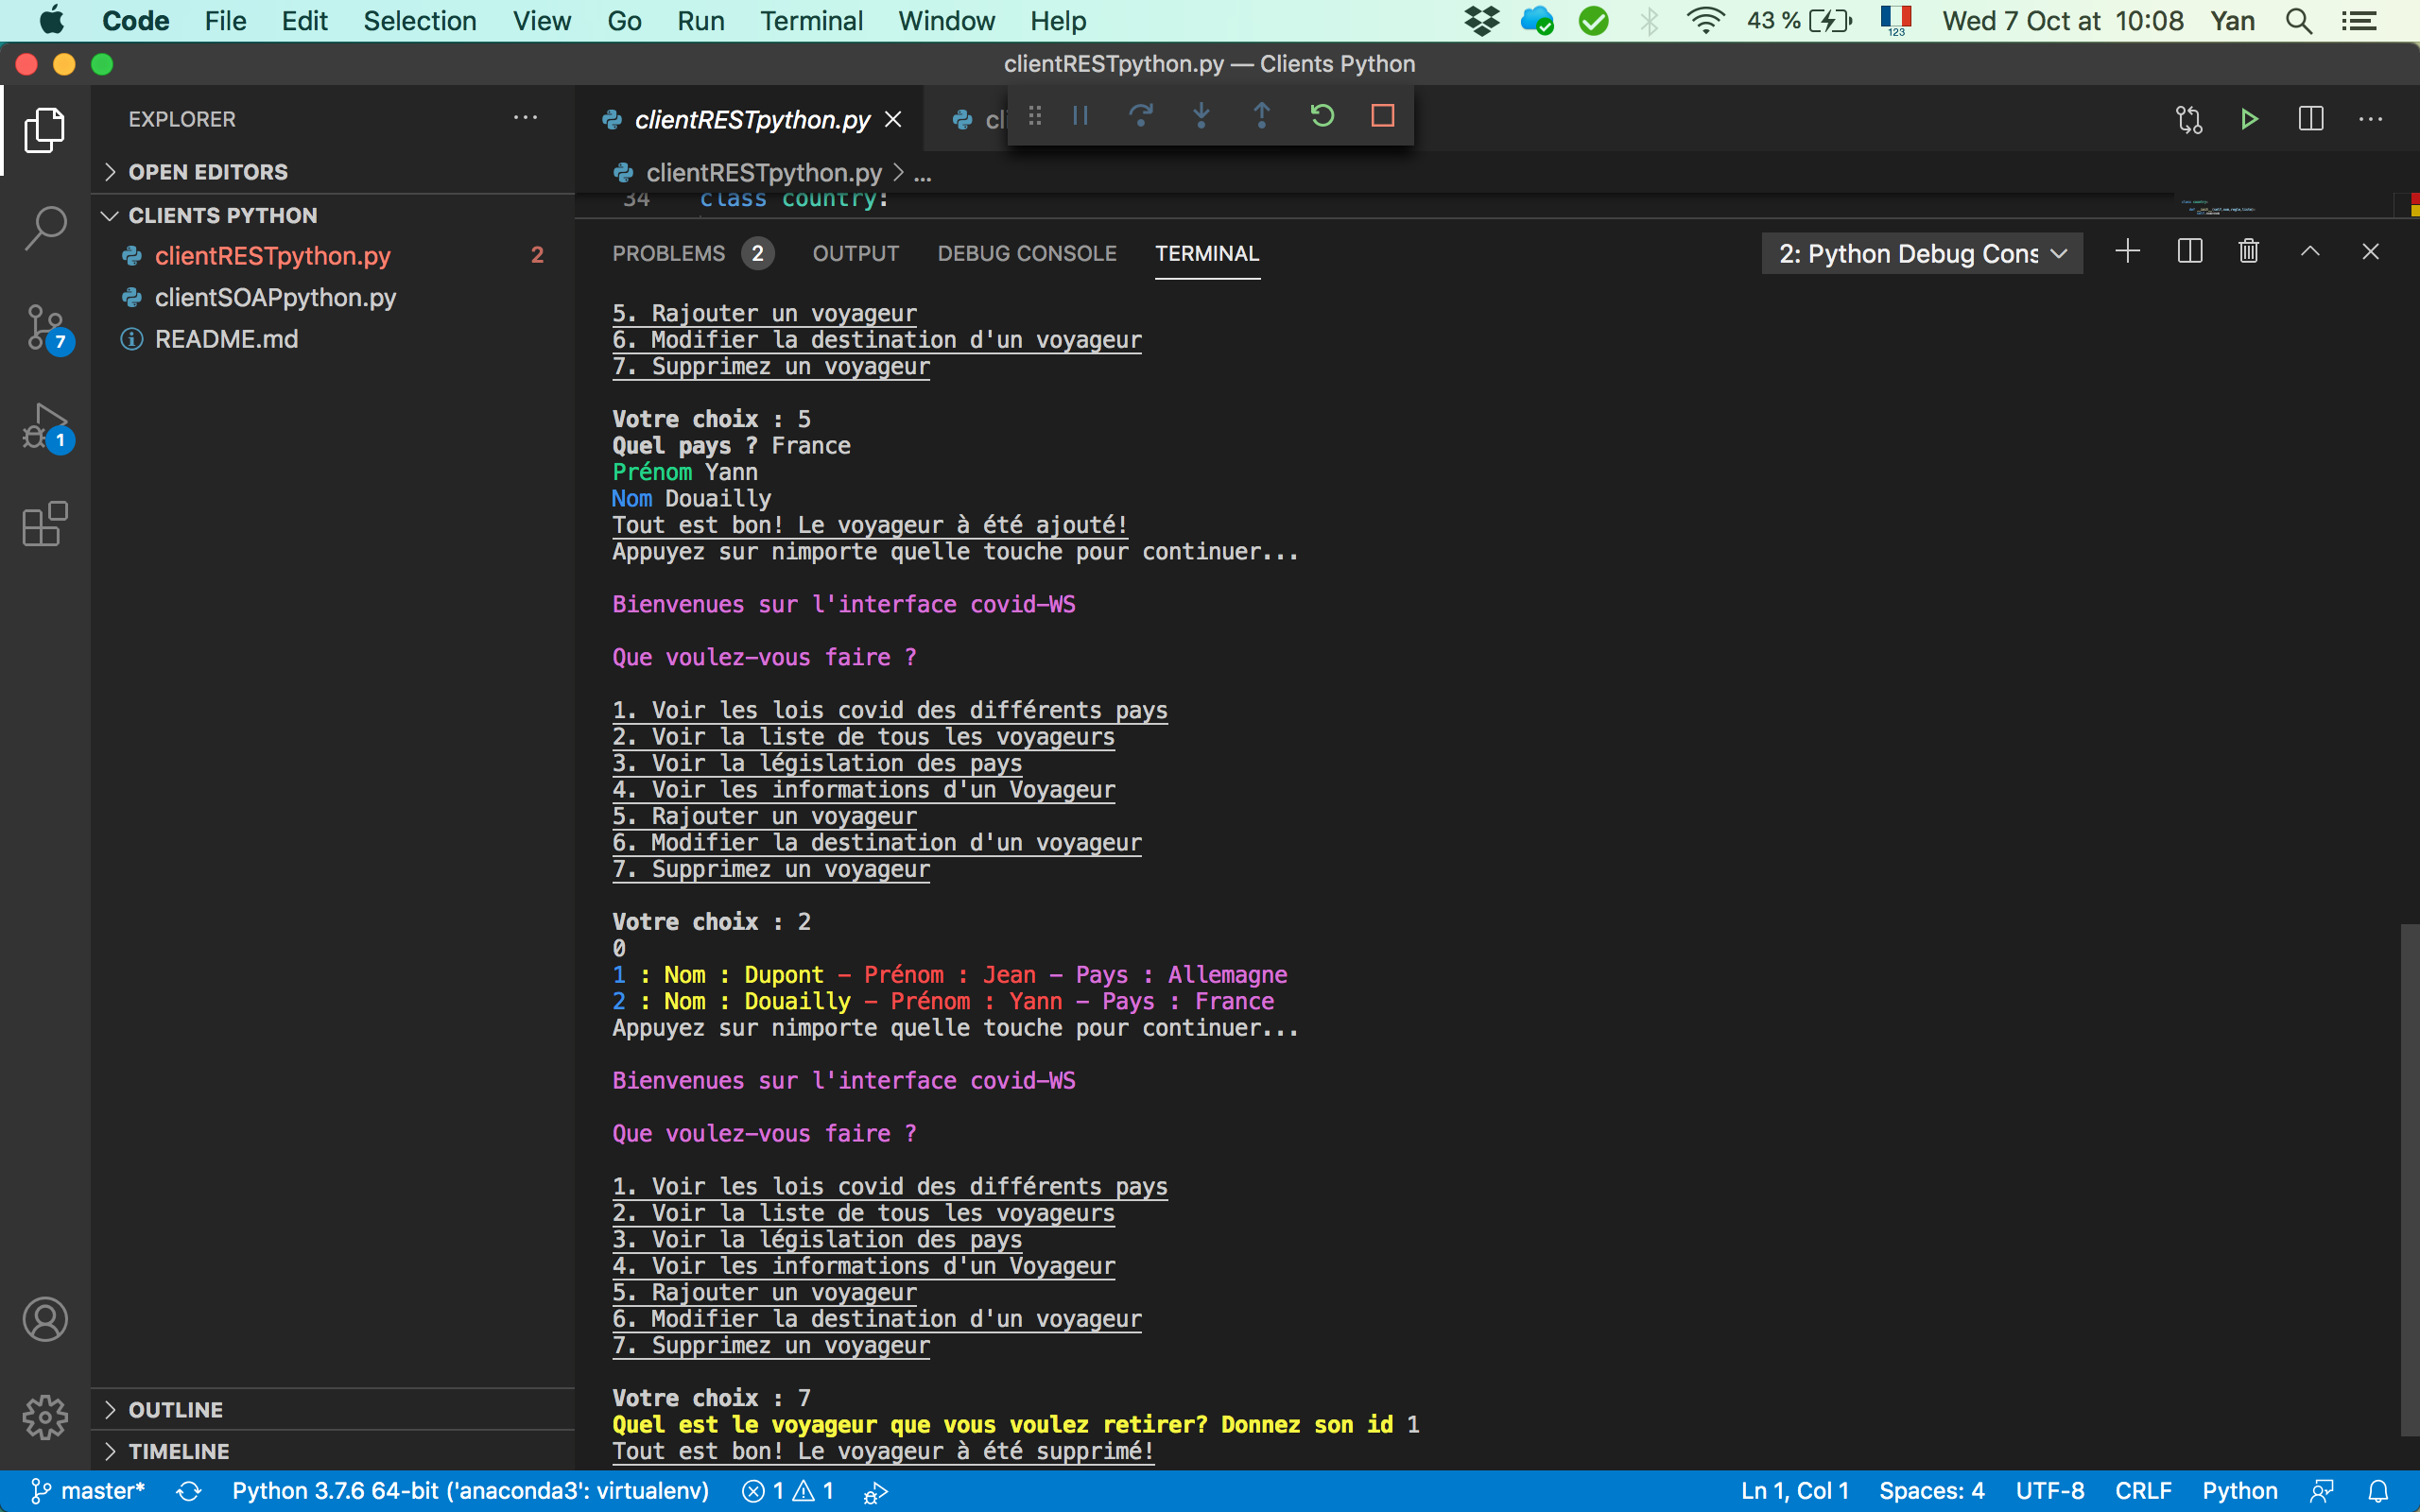 Code File Edit Selection View Go Run Terminal Window Help 43 % 123 Wed 7 Oct at 10:08 Yan
clientRESTpython.py — Clients Python
EXPLORER
clientRESTpython.py
cl
OPEN EDITORS
clientRESTpython.py > ...
CLIENTS PYTHON
34 class country:
clientRESTpython.py 2
clientSOAPpython.py
README.md
7
1
PROBLEMS 2 OUTPUT DEBUG CONSOLE TERMINAL 2: Python Debug Cons
5. Rajouter un voyageur
6. Modifier la destination d'un voyageur
7. Supprimez un voyageur
Votre choix : 5
Quel pays ? France
Prénom Yann
Nom Douailly
Tout est bon! Le voyageur à été ajouté!
Appuyez sur nimporte quelle touche pour continuer...
Bienvenues sur l'interface covid-WS
Que voulez-vous faire ?
1. Voir les lois covid des différents pays
2. Voir la liste de tous les voyageurs
3. Voir la législation des pays
4. Voir les informations d'un Voyageur
5. Rajouter un voyageur
6. Modifier la destination d'un voyageur
7. Supprimez un voyageur
Votre choix : 2
0
1 : Nom : Dupont - Prénom : Jean - Pays : Allemagne
2 : Nom : Douailly - Prénom : Yann - Pays : France
Appuyez sur nimporte quelle touche pour continuer...
Bienvenues sur l'interface covid-WS
Que voulez-vous faire ?
1. Voir les lois covid des différents pays
2. Voir la liste de tous les voyageurs
3. Voir la législation des pays
4. Voir les informations d'un Voyageur
5. Rajouter un voyageur
6. Modifier la destination d'un voyageur
7. Supprimez un voyageur
Votre choix : 7
Quel est le voyageur que vous voulez retirer? Donnez son id 1
Tout est bon! Le voyageur à été supprimé!
OUTLINE
TIMELINE
master* Python 3.7.6 64-bit ('anaconda3': virtualenv) 1 1 Ln 1, Col 1 Spaces: 4 UTF-8 CRLF Python